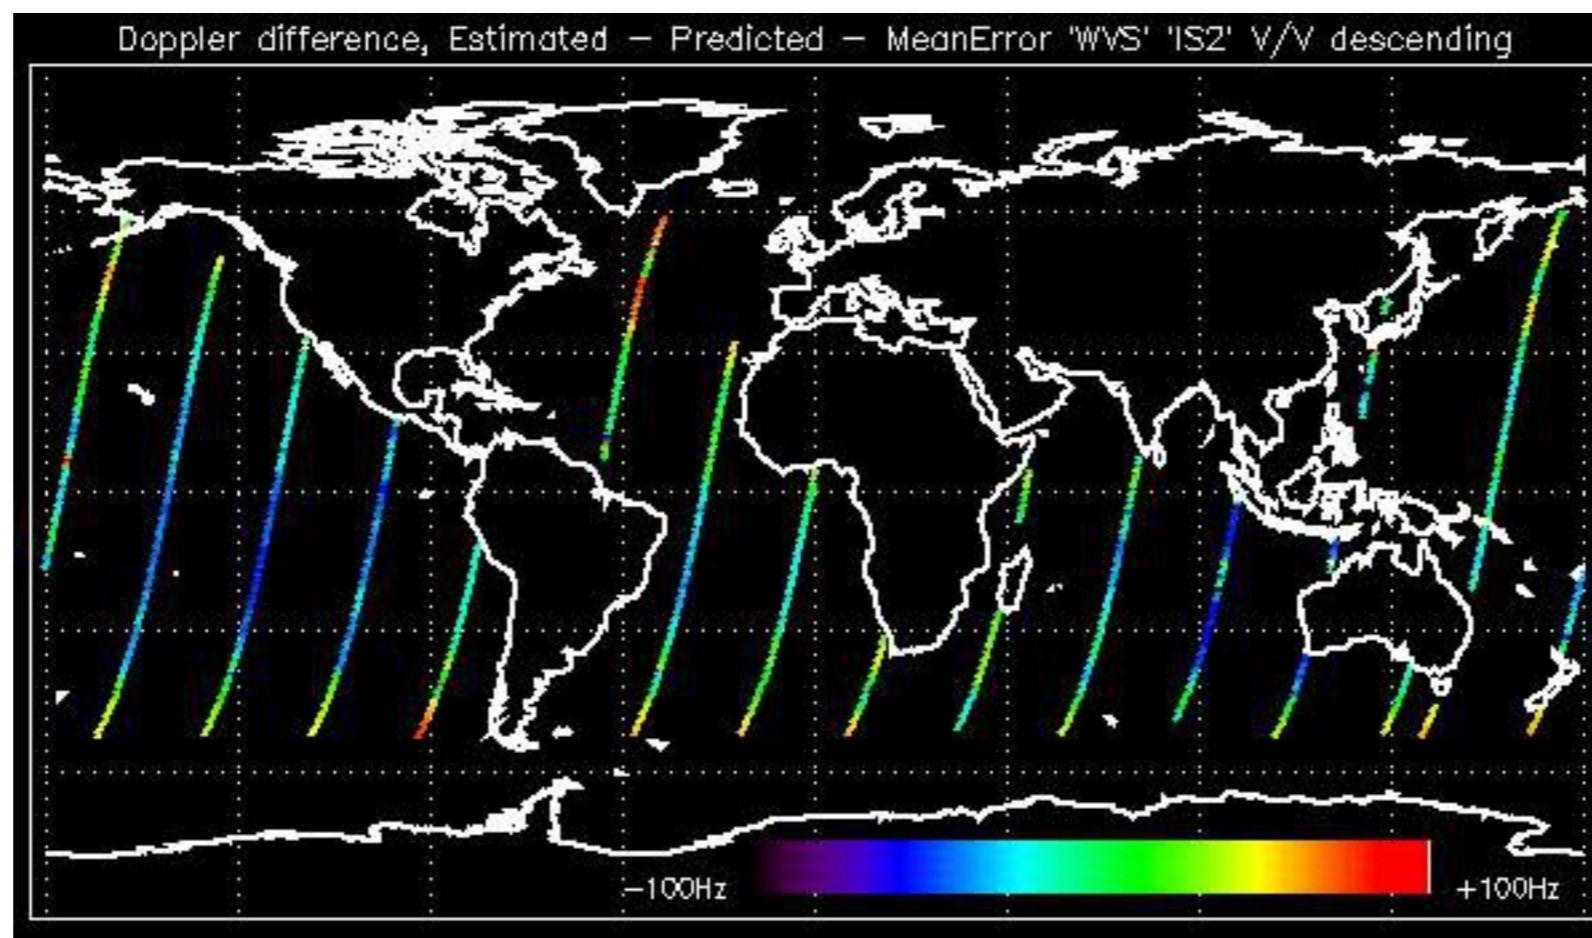 Doppler difference, Estimated – Predicted – MeanError 'WVS' 'IS2' V/V descending
-100Hz
+100Hz